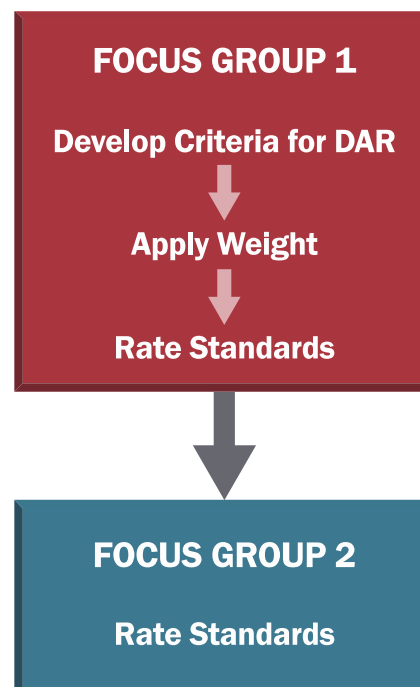 FOCUS GROUP 1
Develop Criteria for DAR
Apply Weight
Rate Standards
FOCUS GROUP 2
Rate Standards